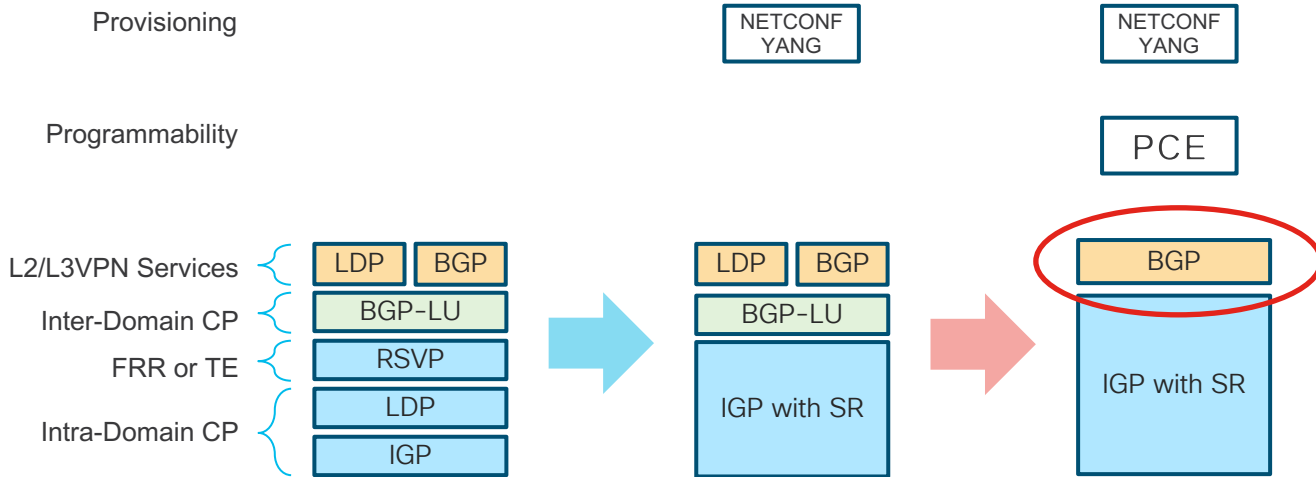 Provisioning
NETCONF
YANG
NETCONF
YANG
Programmability
PCE
L2/L3VPN Services
LDP
BGP
LDP
BGP
BGP
Inter-Domain CP
BGP-LU
BGP-LU
FRR or TE
RSVP
IGP with SR
IGP with SR
Intra-Domain CP
LDP
IGP